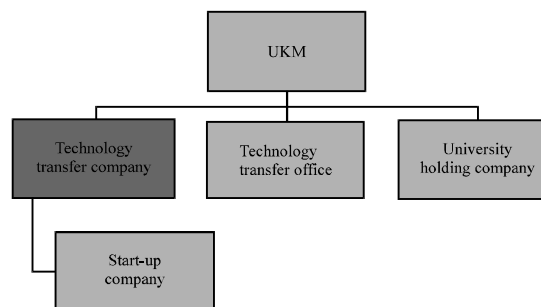 UKM
Technology
transfer company
Technology
transfer office
University
holding company
Start-up
company